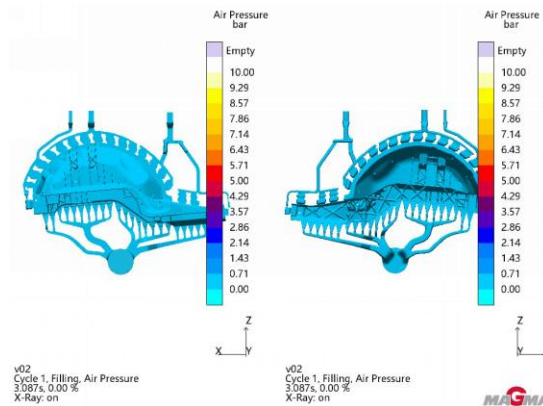 Air Pressure
bar
Empty
10.00
9.29
8.57
7.86
7.14
6.43
5.71
5.00
4.29
3.57
2.86
2.14
1.43
0.71
0.00
Z
X
Y
v02
Cycle 1, Filling, Air Pressure
3.087s, 0.00 %
X-Ray: on
Air Pressure
bar
Empty
10.00
9.29
8.57
7.86
7.14
6.43
5.71
5.00
4.29
3.57
2.86
2.14
1.43
0.71
0.00
Z
Y
X
v02
Cycle 1, Filling, Air Pressure
3.087s, 0.00 %
X-Ray: on
MAGMA